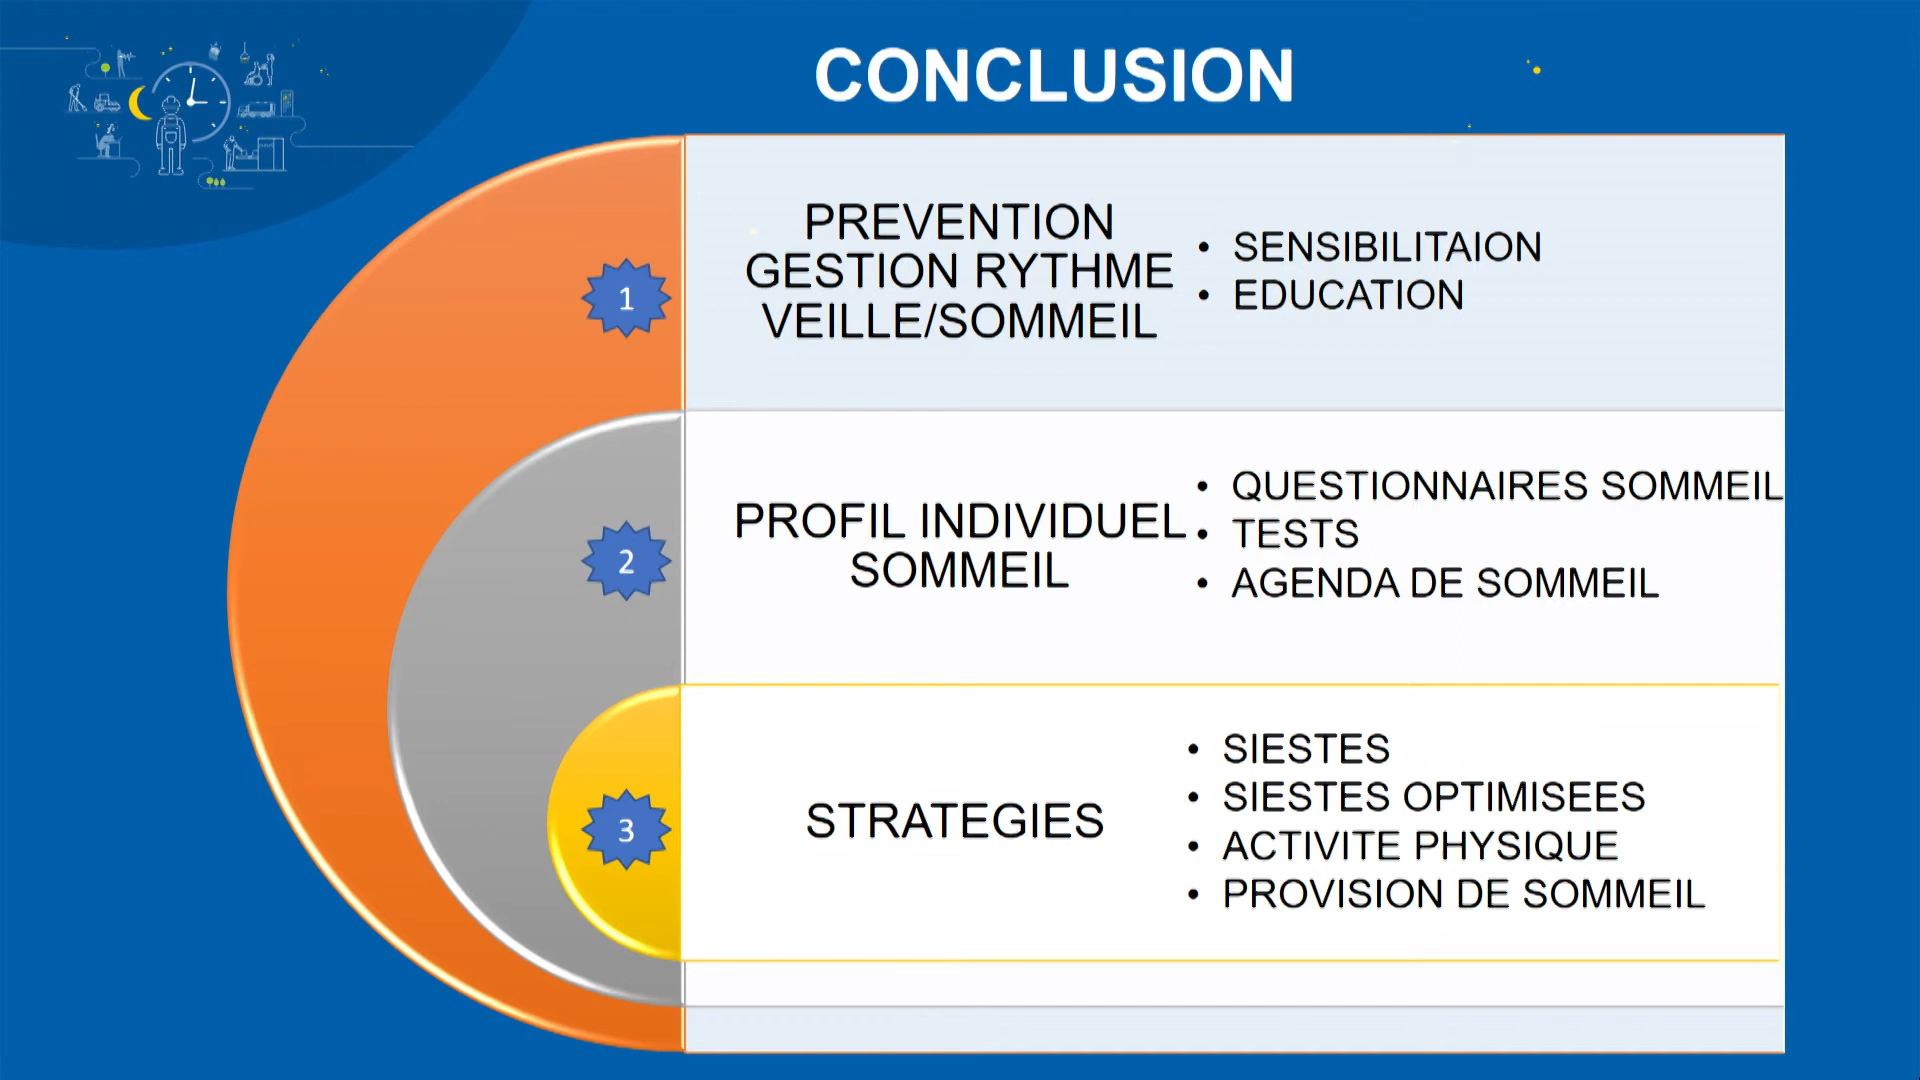 CONCLUSION
1
PREVENTION
GESTION RYTHME
VEILLE/SOMMEIL
• SENSIBILITAION
• EDUCATION
2
PROFIL INDIVIDUEL
SOMMEIL
• QUESTIONNAIRES SOMMEIL
• TESTS
• AGENDA DE SOMMEIL
3
STRATEGIES
• SIESTES
• SIESTES OPTIMISEES
• ACTIVITE PHYSIQUE
• PROVISION DE SOMMEIL